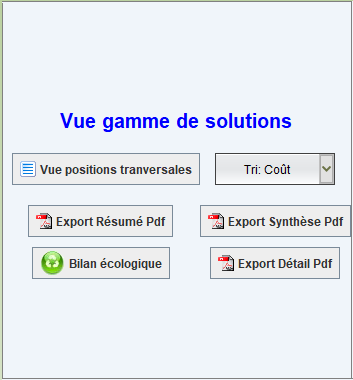 Vue gamme de solutions
Vue positions tranversales
Tri: Coût
Export Résumé Pdf
Export Synthèse Pdf
Bilan écologique
Export Détail Pdf